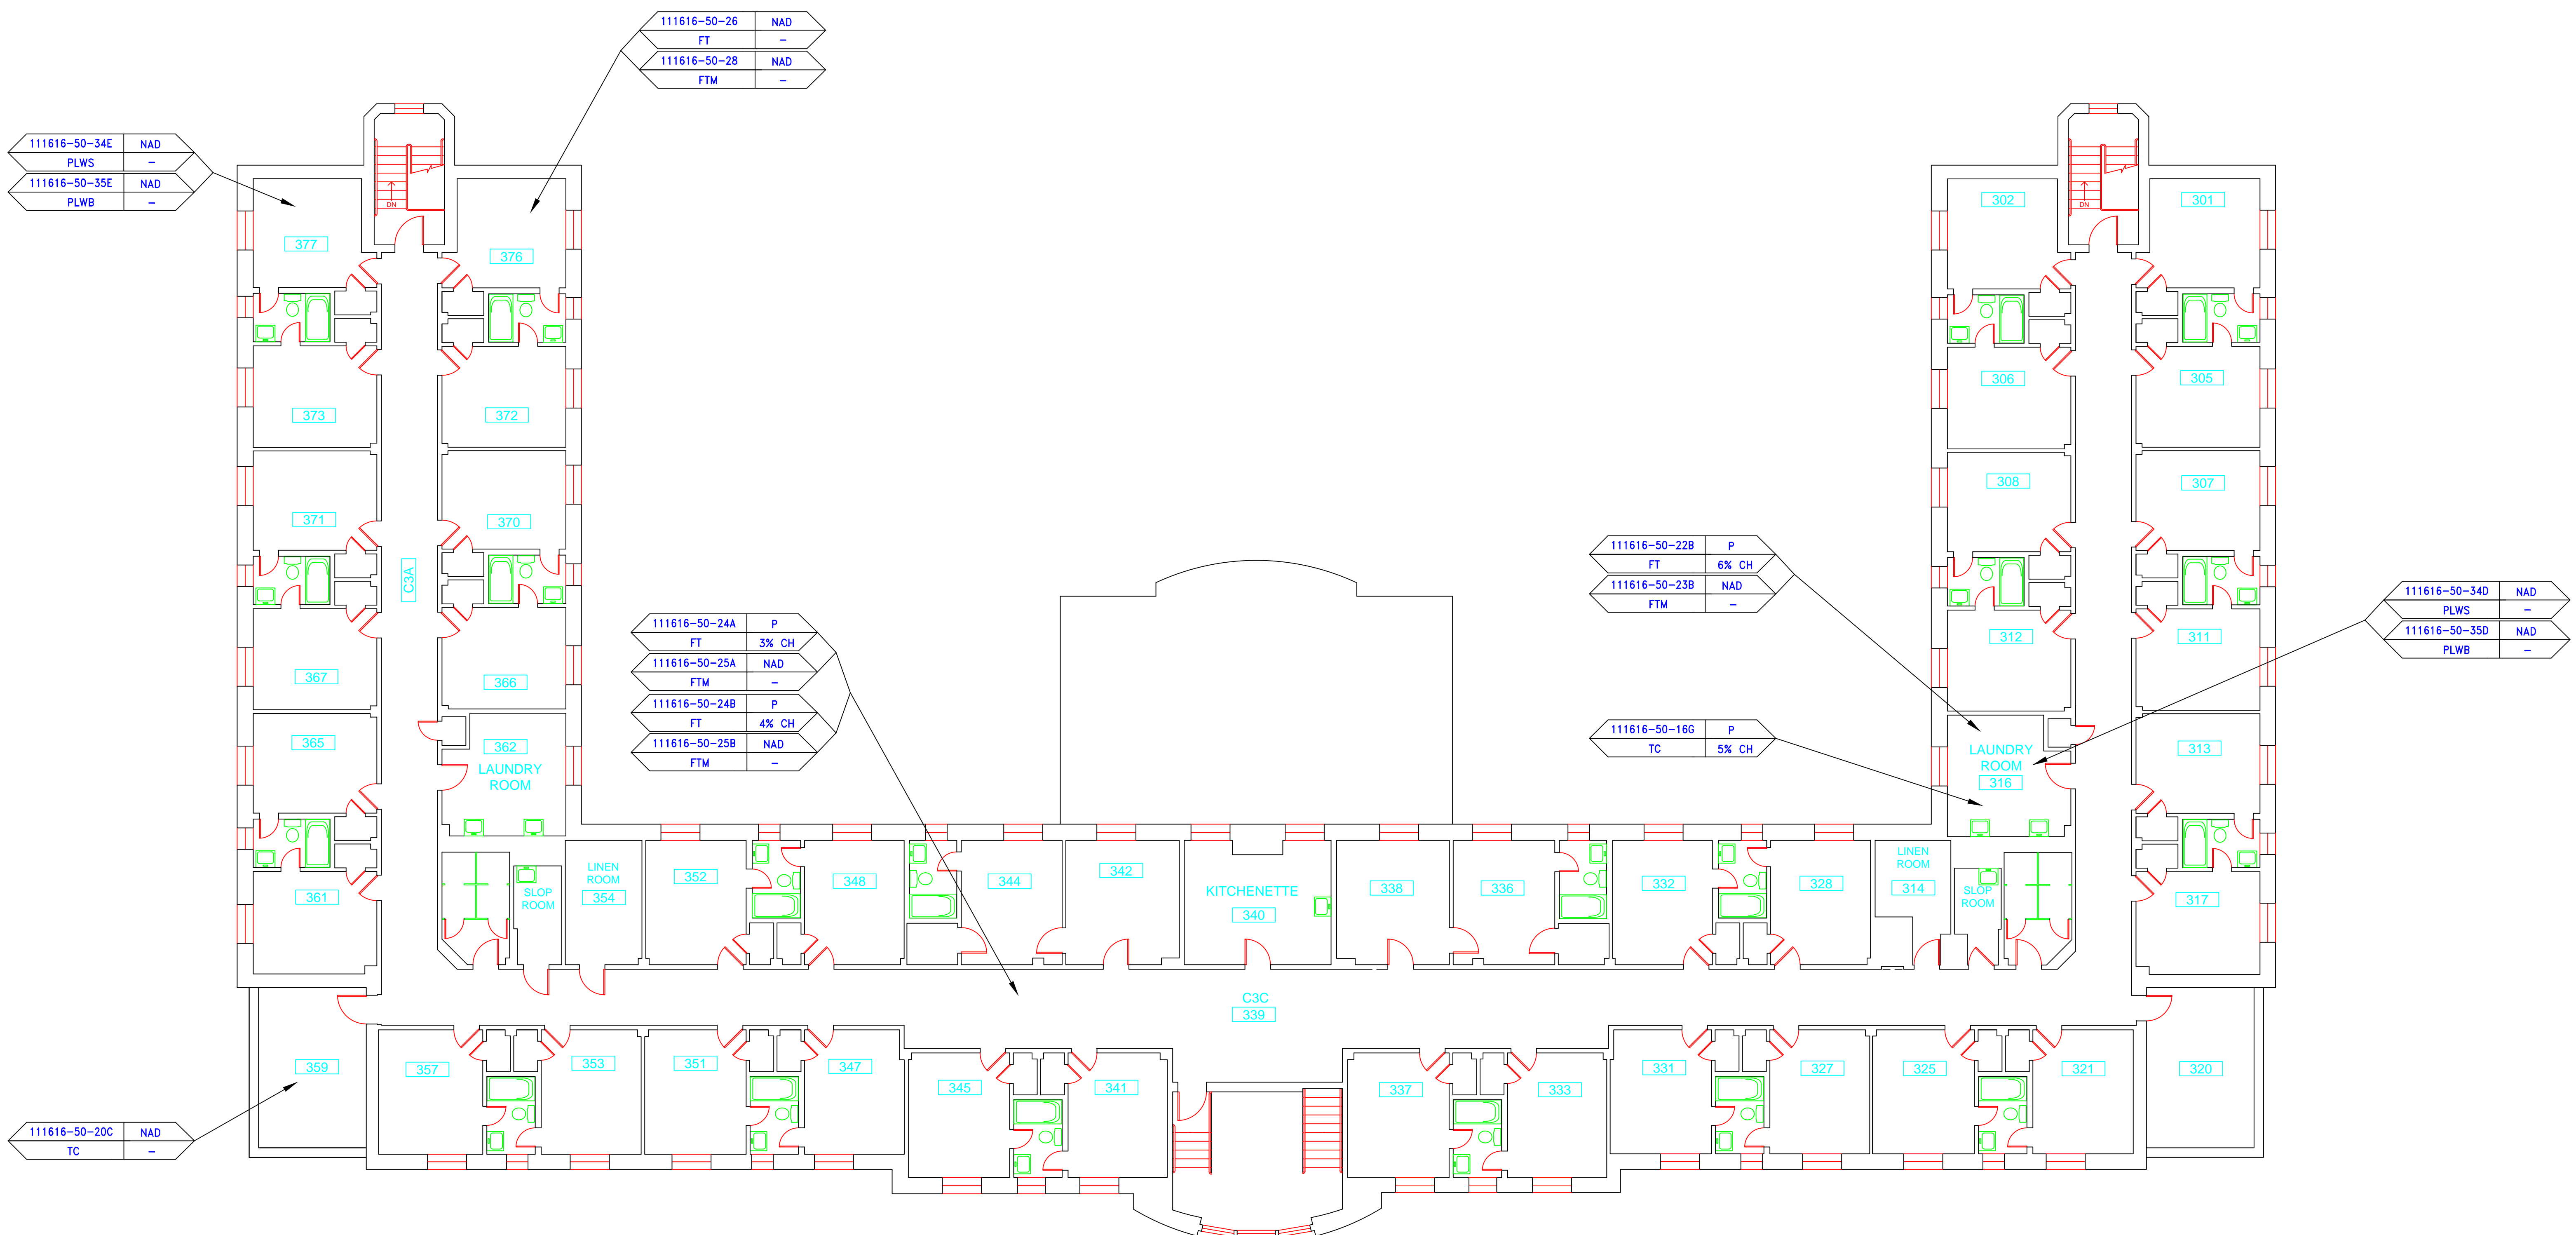 111616-50-26 NAD
FT -
111616-50-28 NAD
FTM -
111616-50-34E NAD
PLWS -
111616-50-35E NAD
PLWB -
DN
DN
377
376
302
301
373
372
306
305
371
370
308
307
C3A
111616-50-22B P
FT 6% CH
111616-50-23B NAD
FTM -
111616-50-34D NAD
PLWS -
111616-50-35D NAD
PLWB -
111616-50-24A P
FT 3% CH
111616-50-25A NAD
FTM -
111616-50-24B P
FT 4% CH
111616-50-25B NAD
FTM -
367
366
312
311
111616-50-16G P
TC 5% CH
365
362
LAUNDRY
ROOM
LAUNDRY
ROOM
316
313
361
SLOP
ROOM
LINEN
ROOM
354
352
348
344
342
KITCHENETTE
340
338
336
332
328
LINEN
ROOM
314
SLOP
ROOM
317
C3C
339
359
357
353
351
347
345
341
337
333
331
327
325
321
320
111616-50-20C NAD
TC -